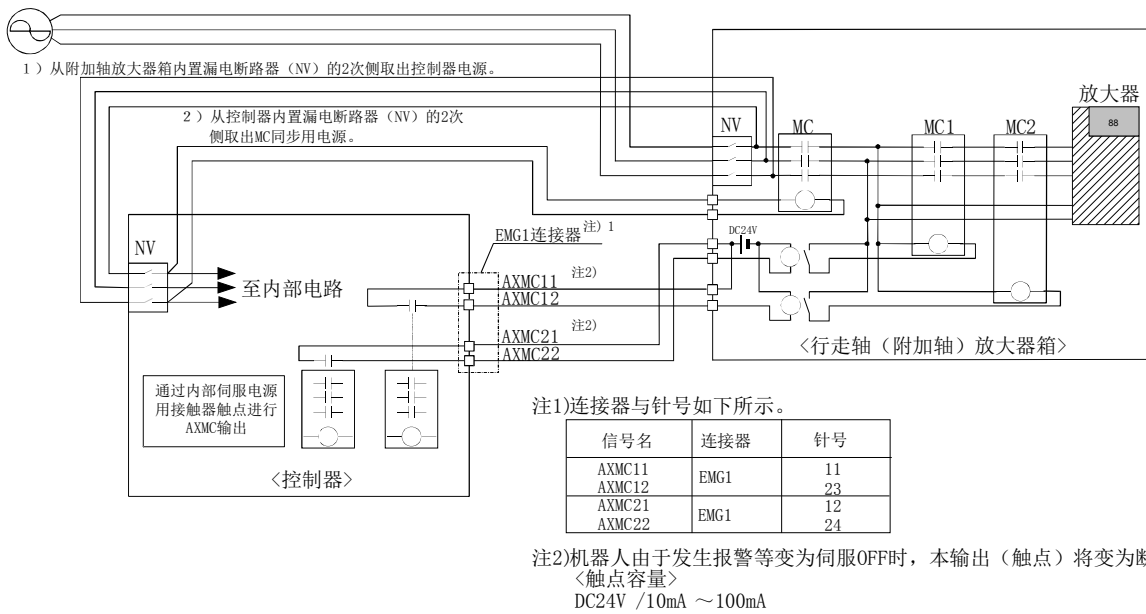 1）从附加轴放大器箱内置漏电断路器（NV）的2次侧取出控制器电源。
2）从控制器内置漏电断路器（NV）的2次
侧取出MC同步用电源。
放大器
88
NV
MC
MC1
MC2
DC24V
EMG1连接器 注) 1
NV
至内部电路
AXMC11 注2)
AXMC12
AXMC21 注2)
AXMC22
<行走轴（附加轴）放大器箱>
通过内部伺服电源
用接触器触点进行
AXMC输出
<控制器>
注1)连接器与针号如下所示。
信号名 连接器 针号
AXMC11 EMG1 11
AXMC12 23
AXMC21 EMG1 12
AXMC22 24
注2)机器人由于发生报警等变为伺服OFF时，本输出（触点）将变为
<触点容量>
DC24V /10mA ～100mA